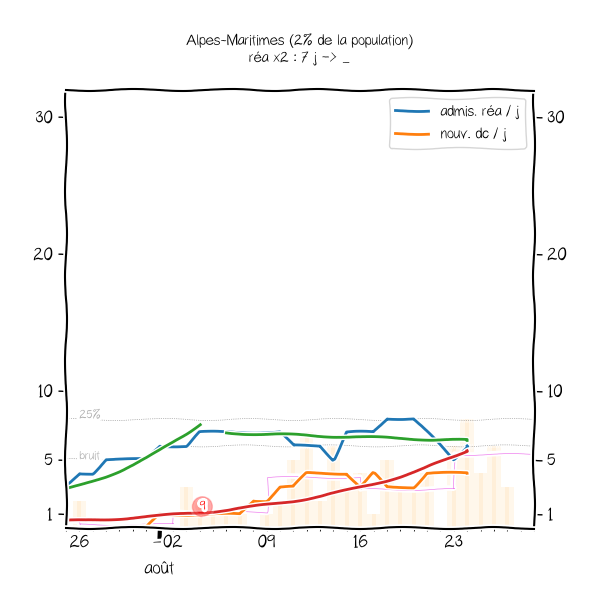 Alpes-Maritimes (2% de la population)
réa x2 : 7 j -> _
admis. réa / j
nouv. dc / j
30 30
20 20
10 10
25%
bruit
5 5
9
1 1
26 02 09 16 23
août